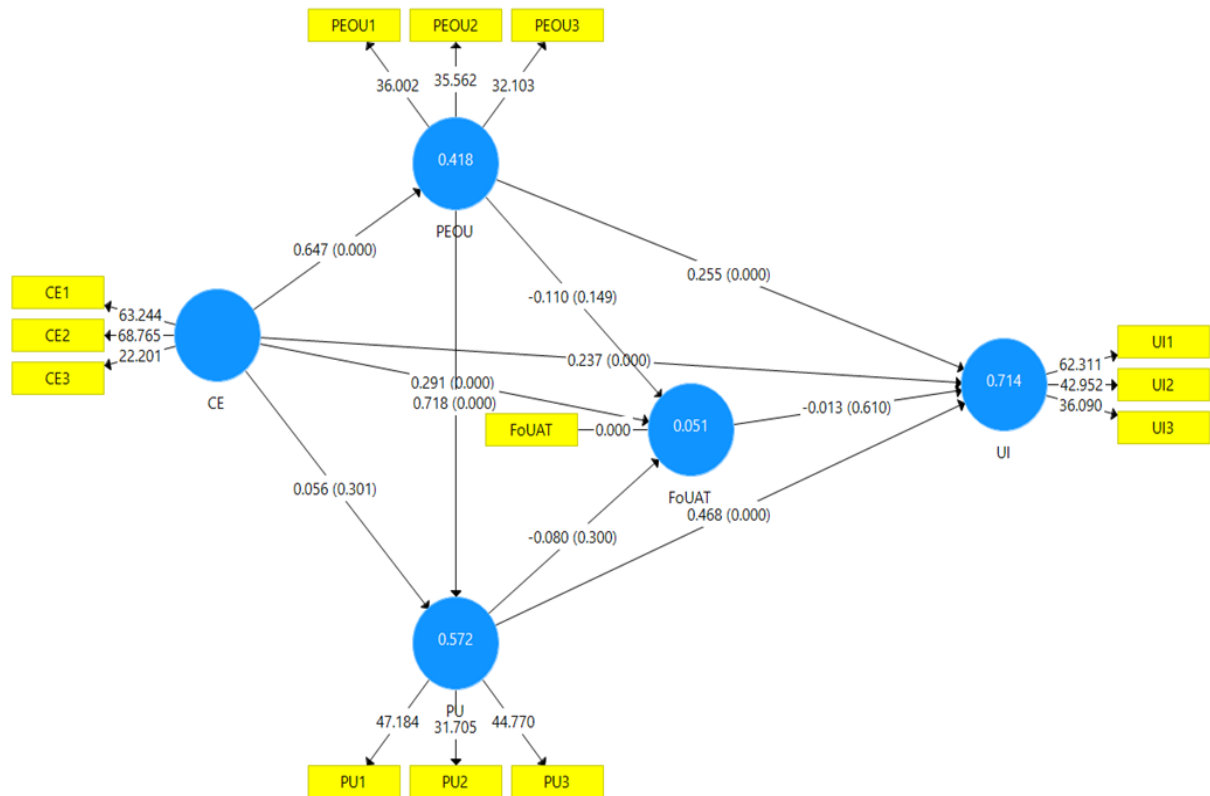 PEOU1 PEOU2 PEOU3
36.002 35.562 32.103
0.418
PEOU
0.647 (0.000)
0.255 (0.000)
-0.110 (0.149)
CE1
CE2
CE3
63.244
68.765
22.201
CE
0.237 (0.000)
0.291 (0.000)
0.718 (0.000)
FoUAT
0.000
0.051
FoUAT
-0.013 (0.610)
0.714
UI
62.311
42.952
36.090
UI1
UI2
UI3
0.056 (0.301)
-0.080 (0.300)
0.468 (0.000)
0.572
PU
47.184 31.705 44.770
PU1 PU2 PU3